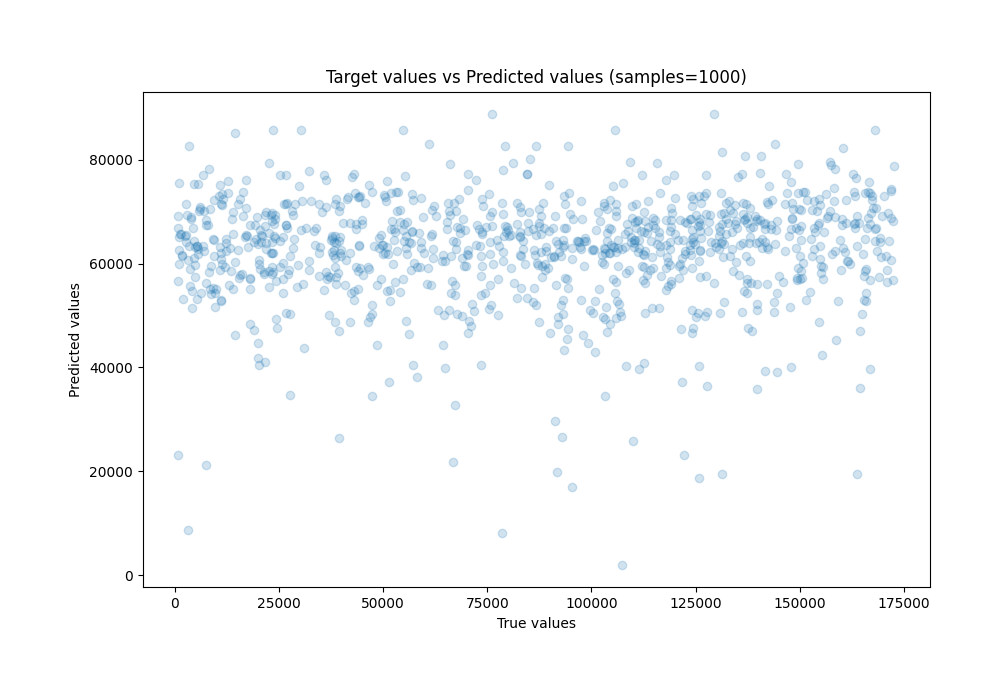 Target values vs Predicted values (samples=1000)
80000
60000
40000
20000
0
Predicted values
0 25000 50000 75000 100000 125000 150000 175000
True values